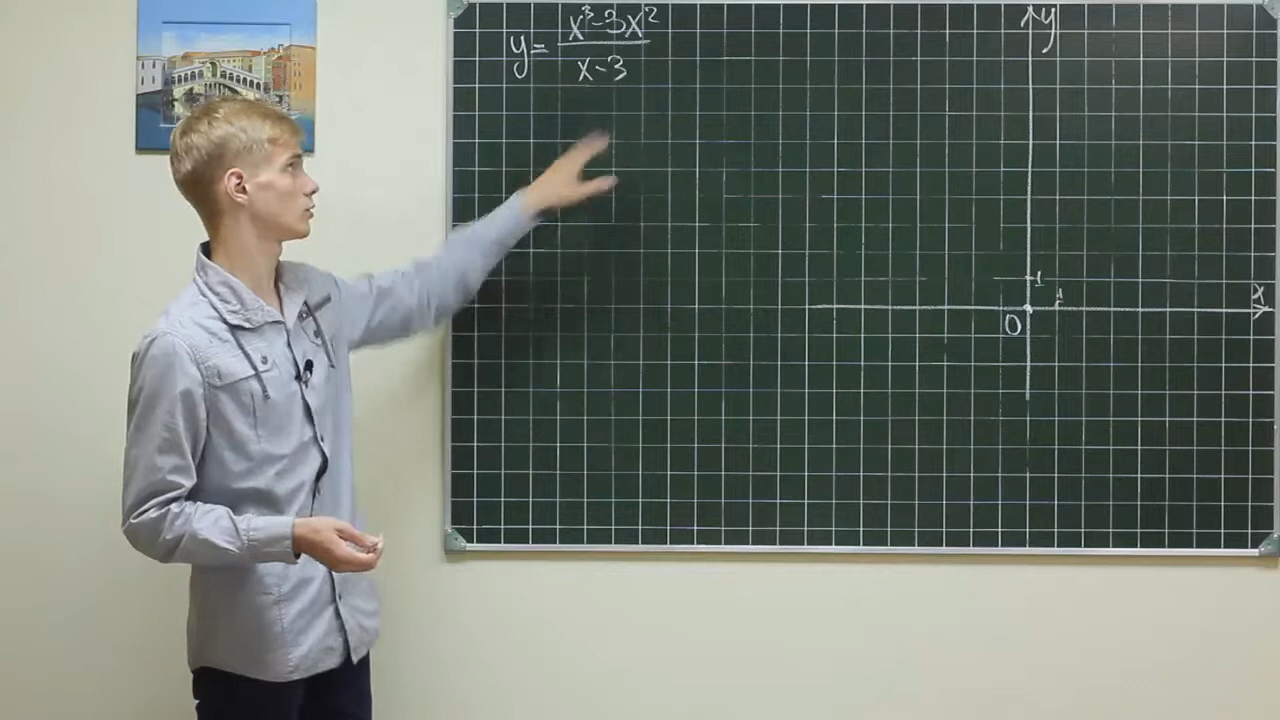 y = (x³-3x²)/(x-3)
y
1
1
x
0